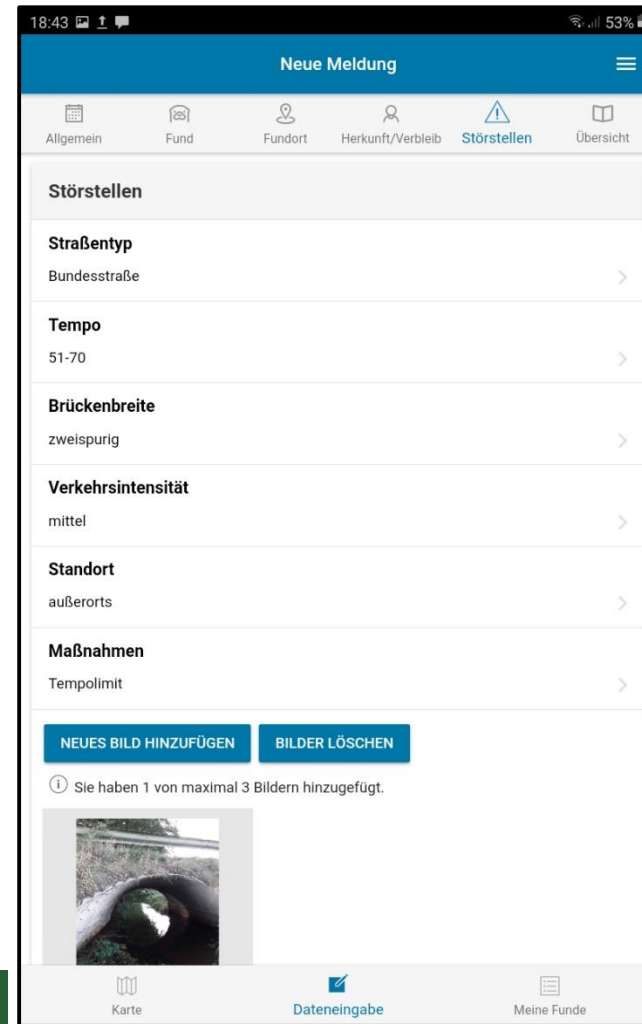 18:43
53%
Neue Meldung
Allgemein
Fund
Fundort
Herkunft/Verbleib
Störstellen
Übersicht
Störstellen
Straßentyp
Bundesstraße
Tempo
51-70
Brückenbreite
zweispurig
Verkehrsintensität
mittel
Standort
außerorts
Maßnahmen
Tempolimit
NEUES BILD HINZUFÜGEN
BILDER LÖSCHEN
Sie haben 1 von maximal 3 Bildern hinzugefügt.
Karte
Dateneingabe
Meine Funde